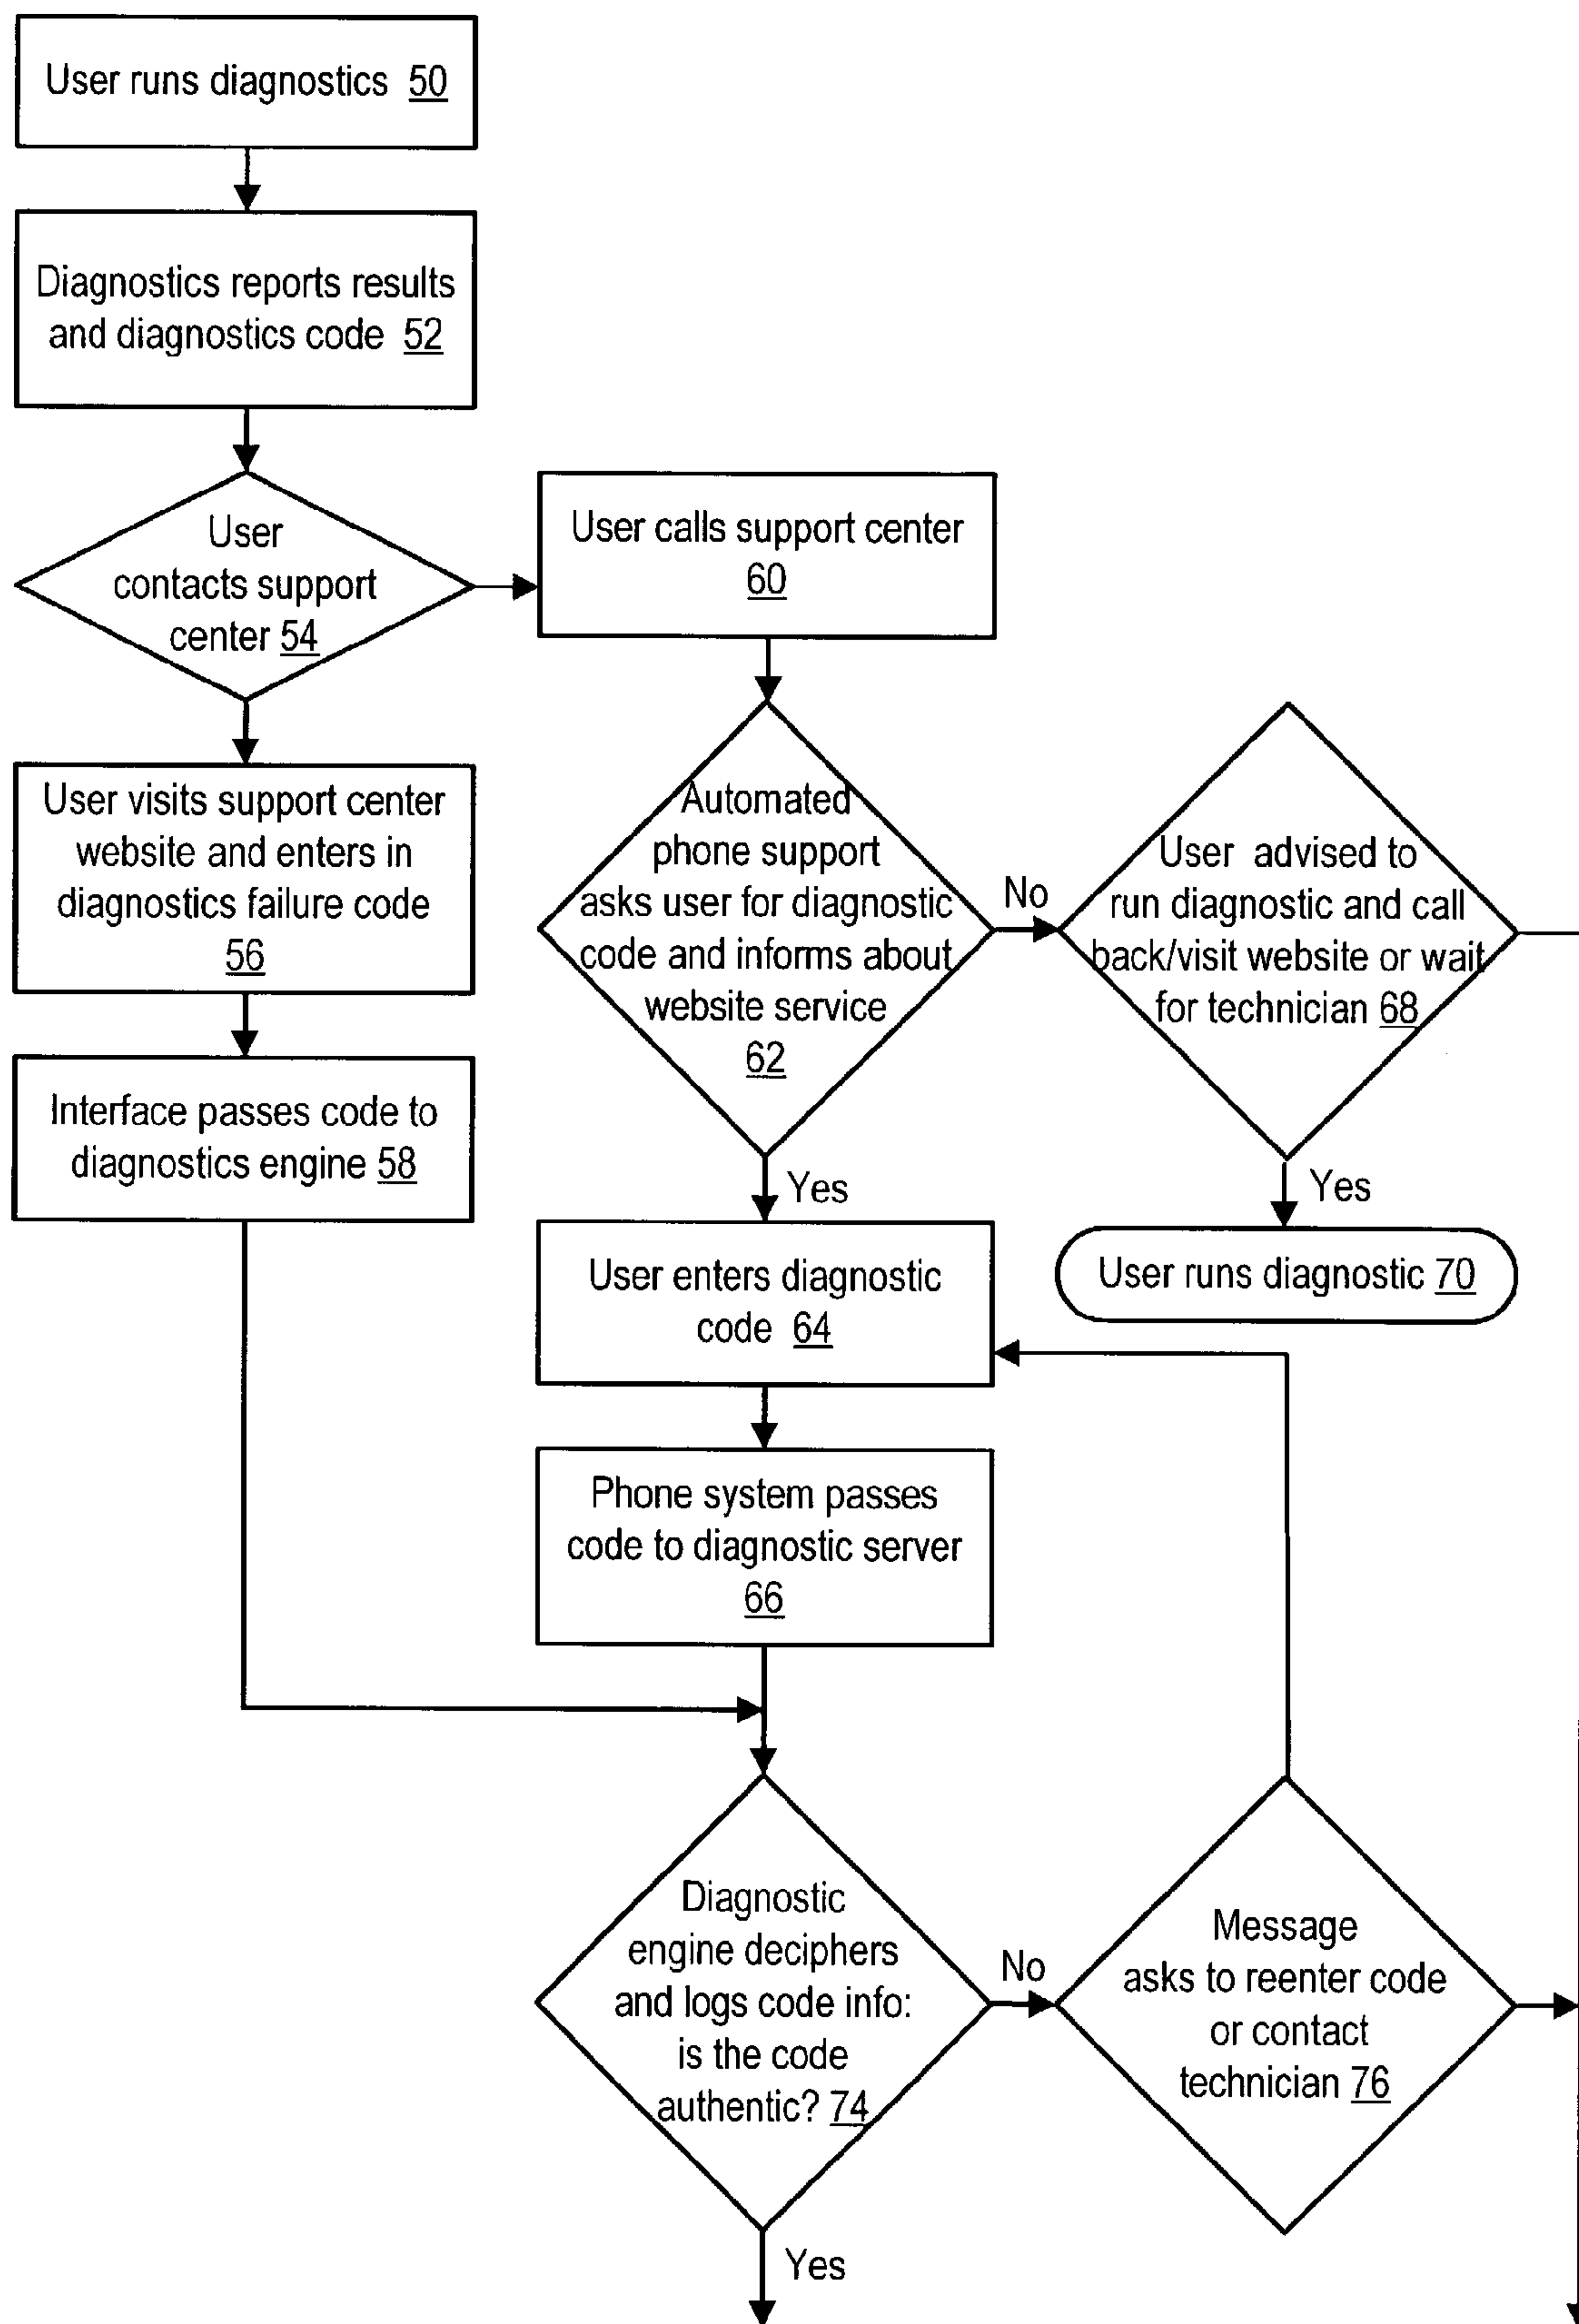 User runs diagnostics 50
Diagnostics reports results
and diagnostics code 52
User
contacts support
center 54
User visits support center
website and enters in
diagnostics failure code
56
Interface passes code to
diagnostics engine 58
User calls support center
60
Automated
phone support
asks user for diagnostic
code and informs about
website service
62
No
Yes
User advised to
run diagnostic and call
back/visit website or wait
for technician 68
Yes
User runs diagnostic 70
User enters diagnostic
code 64
Phone system passes
code to diagnostic server
66
Diagnostic
engine deciphers
and logs code info:
is the code
authentic? 74
No
Yes
Message
asks to reenter code
or contact
technician 76